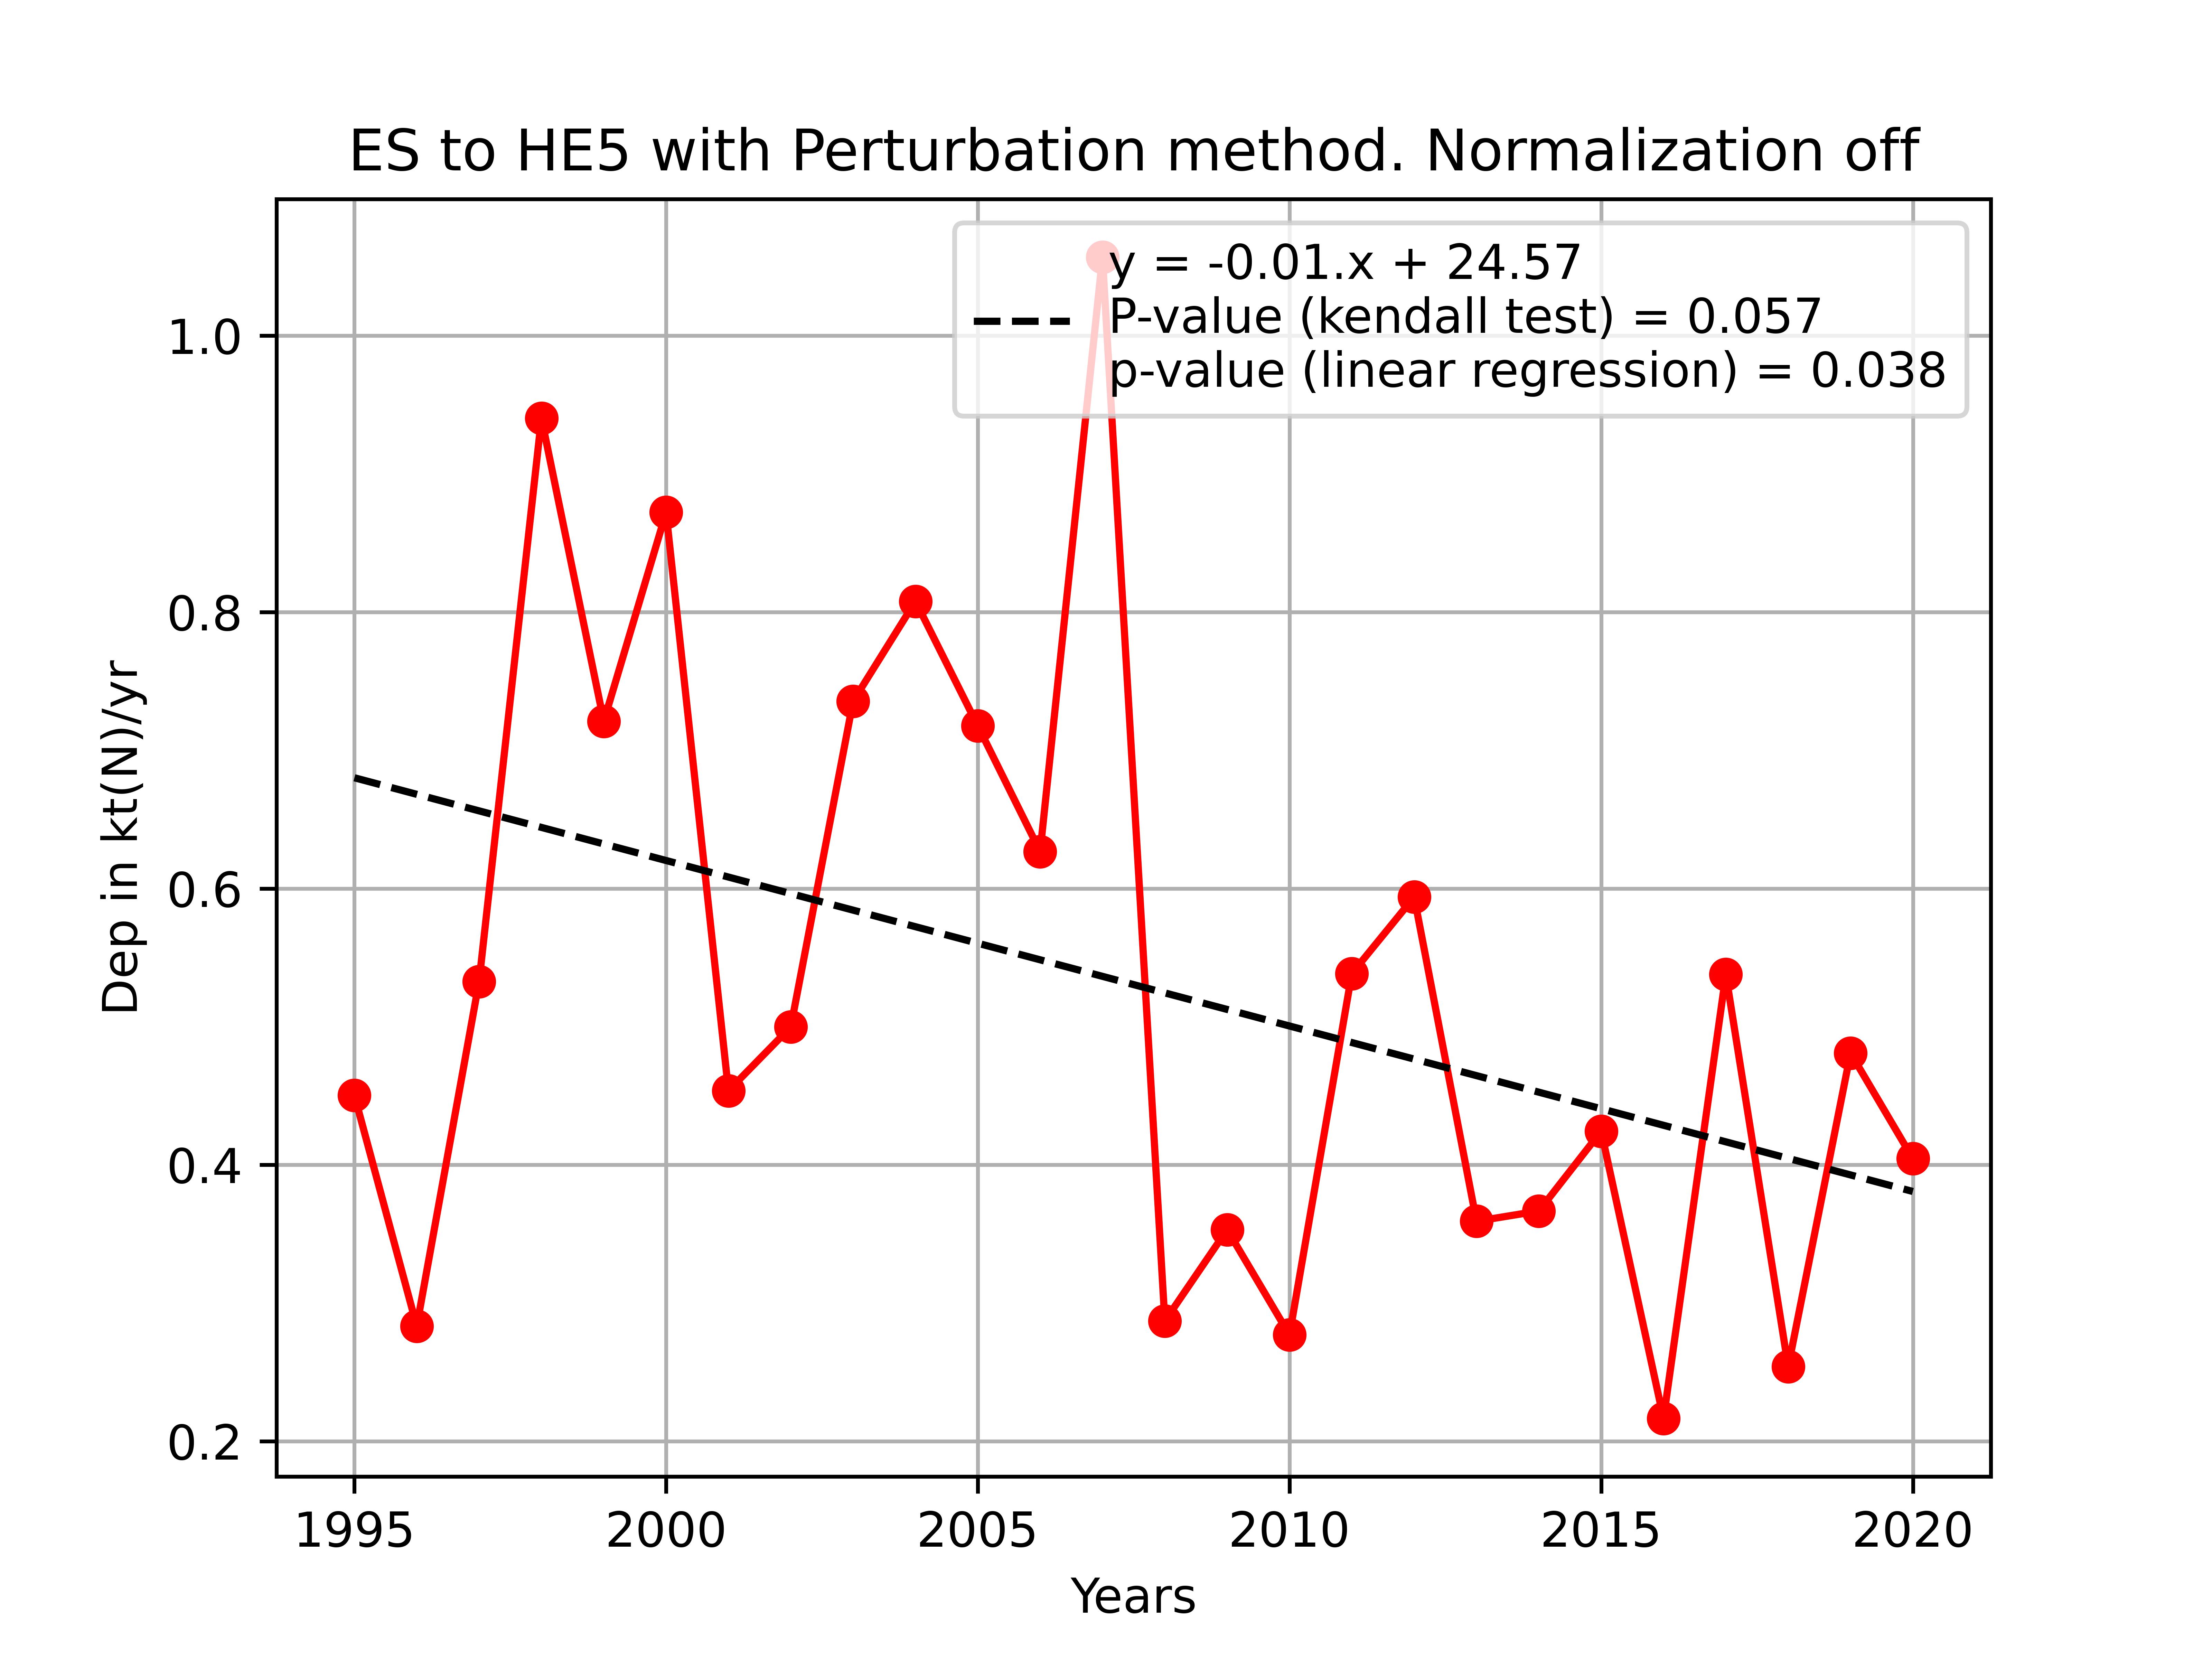 ES to HE5 with Perturbation method. Normalization off
y = -0.01.x + 24.57
P-value (kendall test) = 0.057
p-value (linear regression) = 0.038
Dep in kt(N)/yr
1.0
0.8
0.6
0.4
0.2
1995 2000 2005 2010 2015 2020
Years